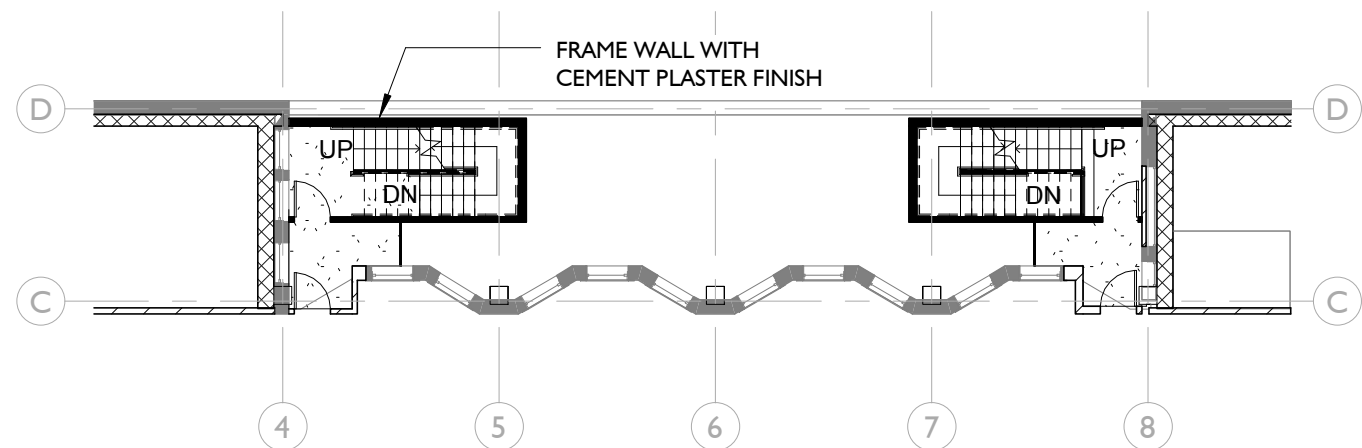 FRAME WALL WITH
CEMENT PLASTER FINISH
D
D
UP
UP
DN
DN
C
C
4
5
6
7
8